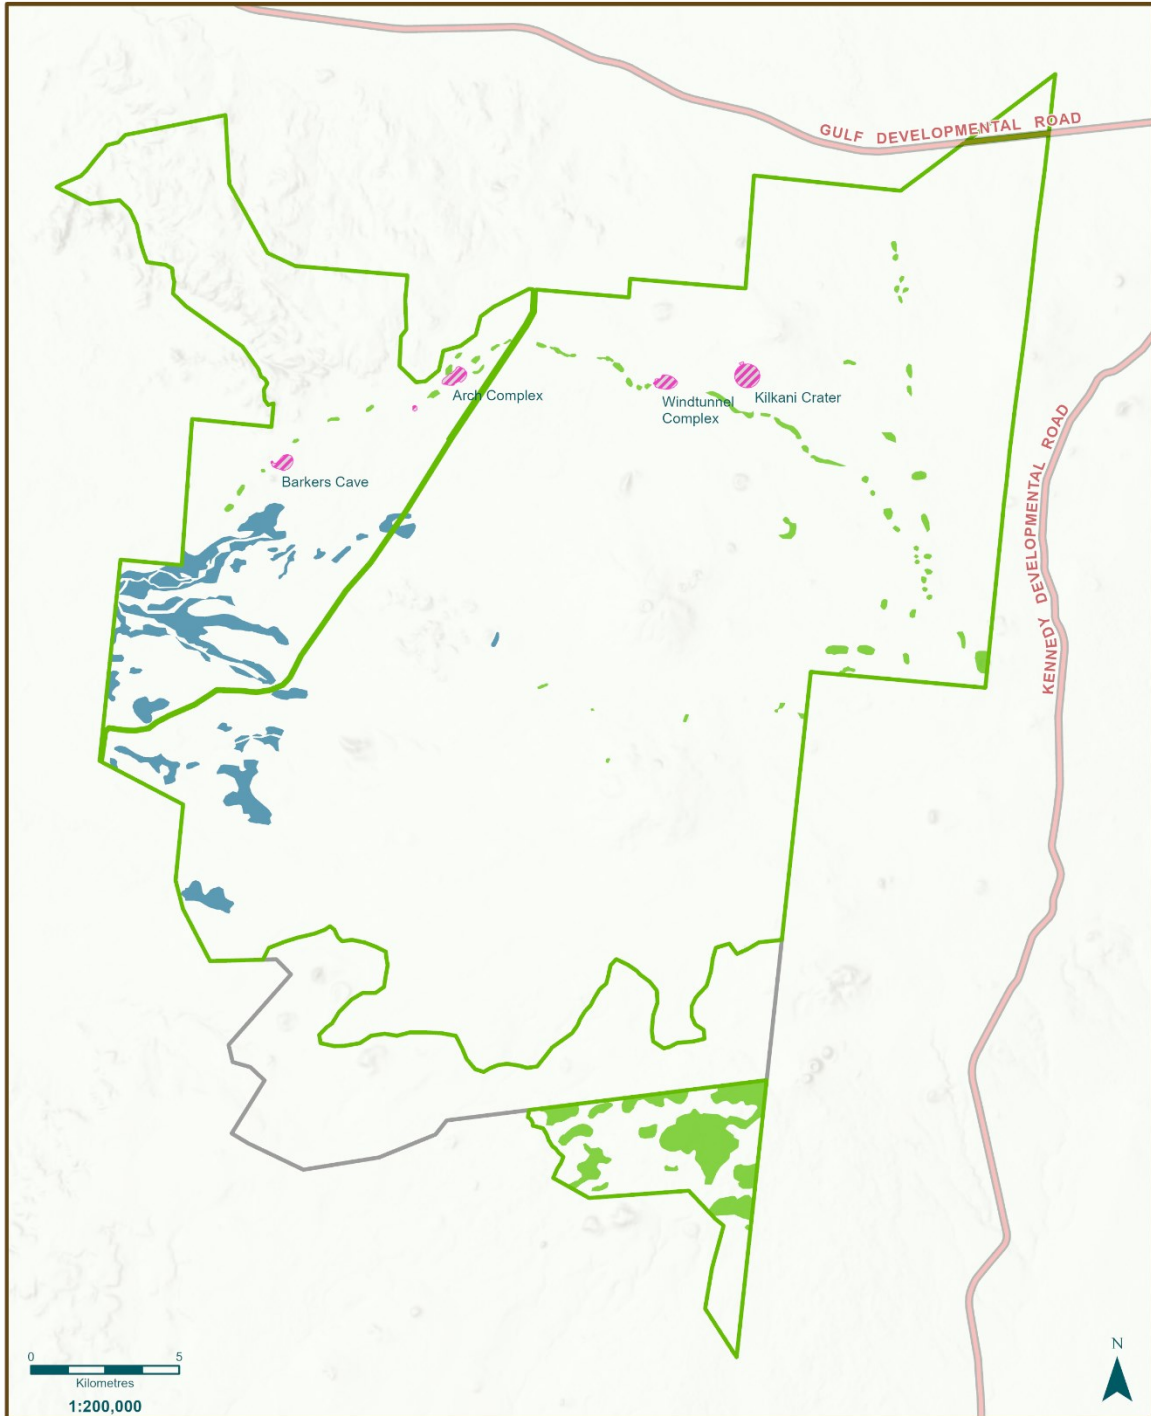 GULF DEVELOPMENTAL ROAD
Arch Complex
Windtunnel
Complex
Kilkani Crater
Barkers Cave
KENNEDY DEVELOPMENTAL ROAD
0 5
Kilometres
1:200,000
N